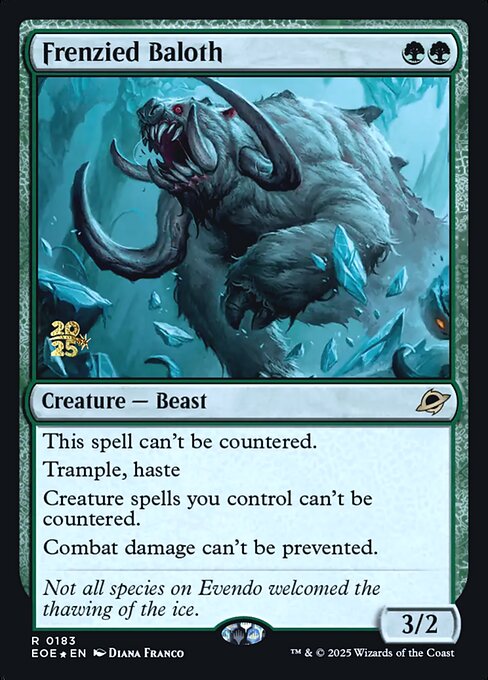 Frenzied Baloth
20
25
Creature — Beast
This spell can't be countered.
Trample, haste
Creature spells you control can't be
countered.
Combat damage can't be prevented.
Not all species on Evendo welcomed the
thawing of the ice.
3/2
R 0183
EOE★EN Diana Franco
™ & © 2025 Wizards of the Coast